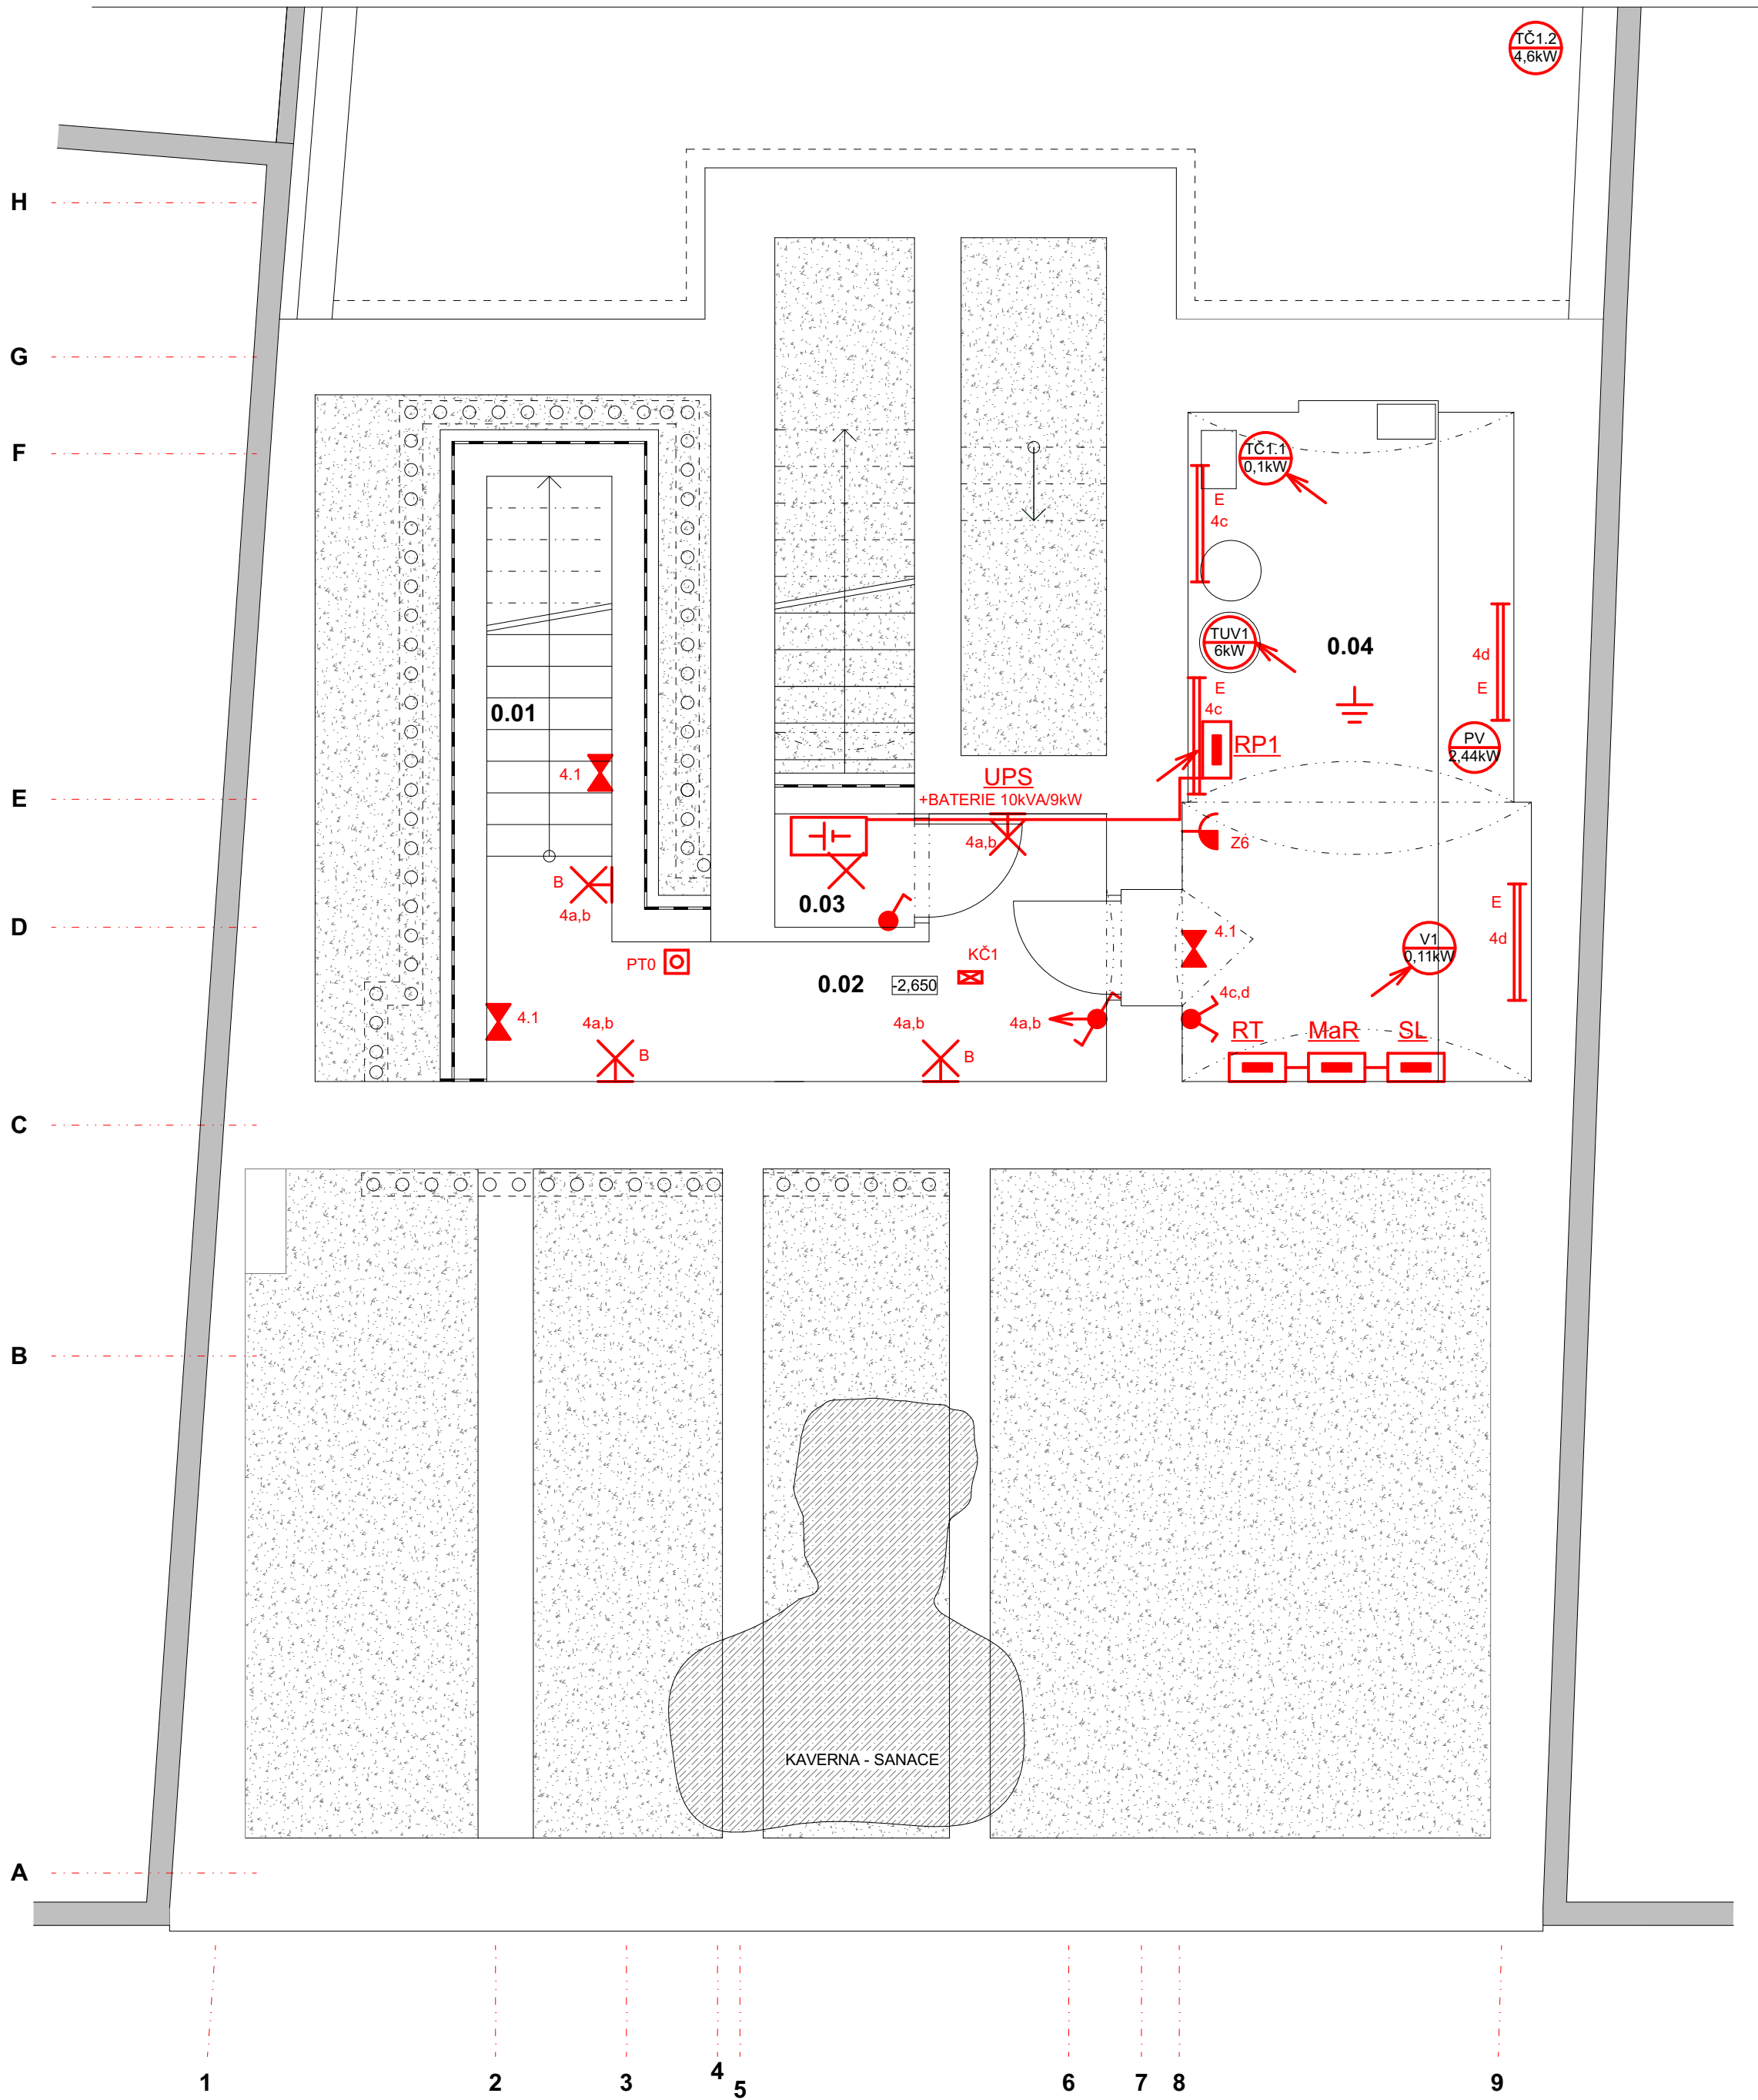 TČ1.2
4,6kW
H
G
F
TČ1.1
0,1kW
E
4c
TUV1
6kW
0.04
4d
E
E
4c
0.01
RP1
PV
2,44kW
4.1
UPS
+BATERIE 10kVA/9kW
E
4a,b
Z6
B
4a,b
0.03
E
D
4.1
V1
0,11kW
4d
PT0
KČ1
0.02
-2,650
4c,d
4.1
4a,b
4a,b
4a,b
B
B
RT
MaR
SL
C
B
KAVERNA - SANACE
A
1
2
3
4
5
6
7
8
9